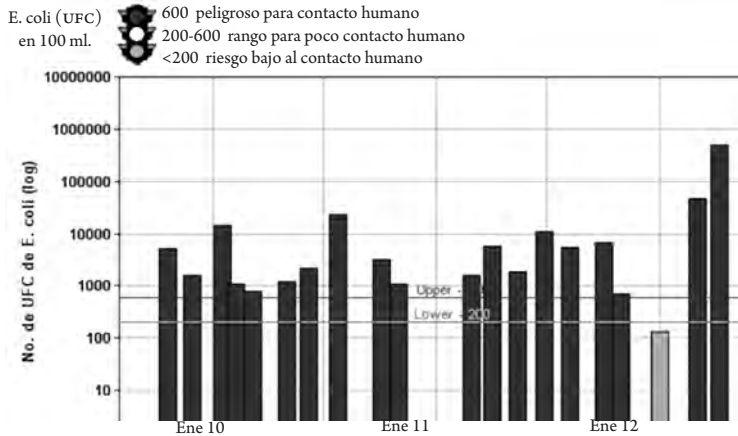 E. coli (UFC)
en 100 ml.
600 peligroso para contacto humano
200-600 rango para poco contacto humano
<200 riesgo bajo al contacto humano
No. de UFC de E. coli (log)
10000000
1000000
100000
10000
1000
100
10
Upper -
Lower - 200
Ene 10
Ene 11
Ene 12